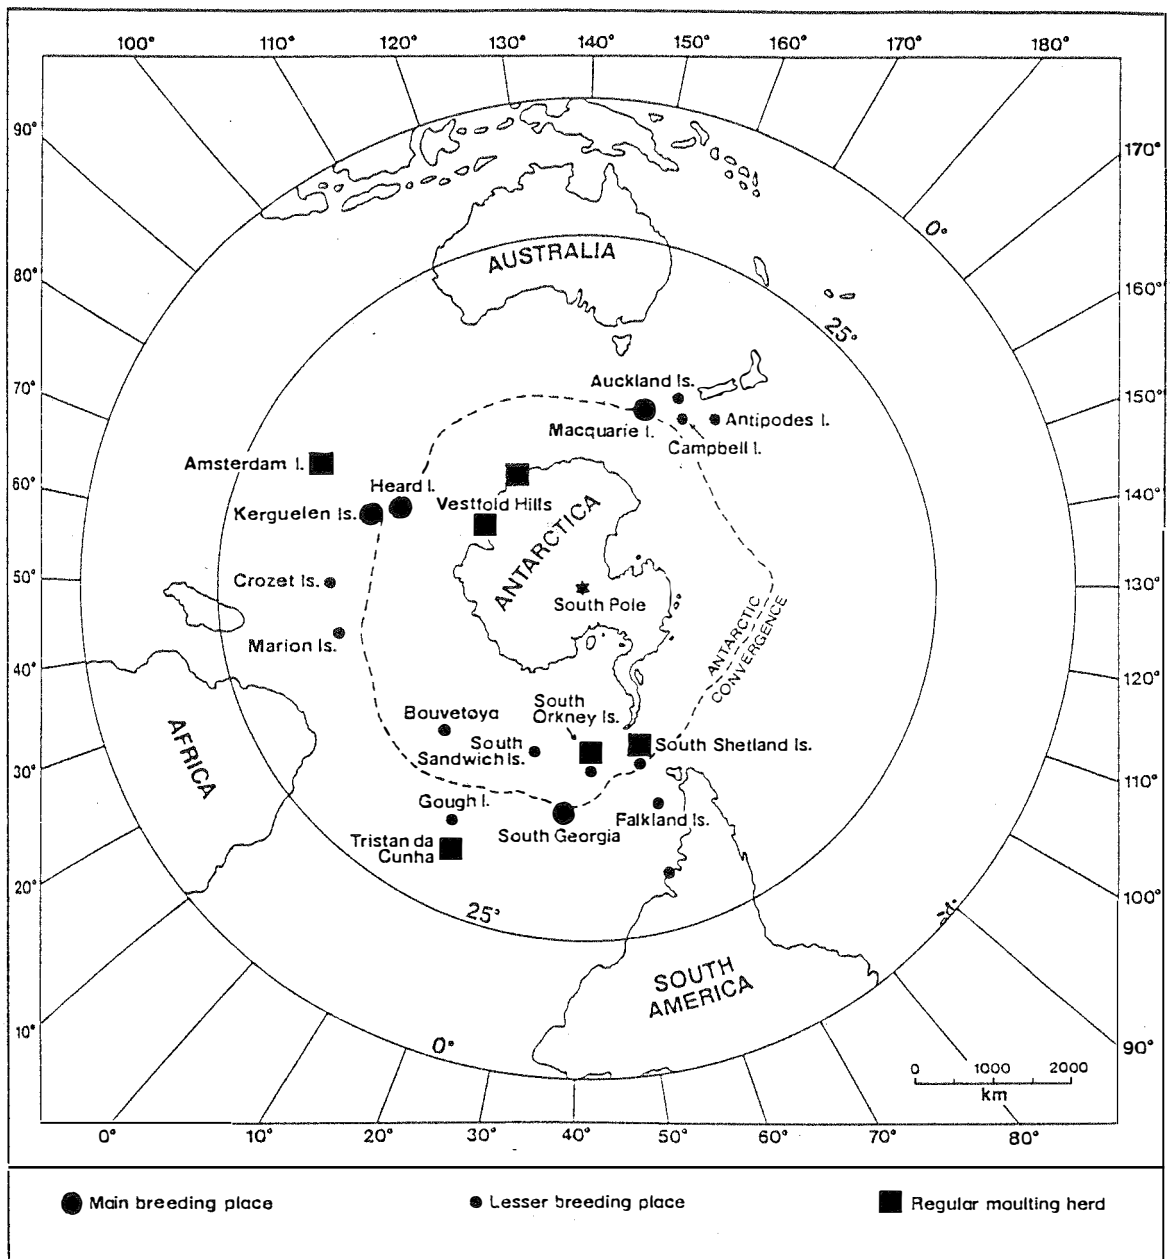 100° 110° 120° 130° 140° 150° 160° 170° 180°
90°
170°
0°
AUSTRALIA
80°
160°
25°
70°
Auckland Is.
150°
Macquarie I.
Antipodes I.
Campbell I.
Amsterdam I.
Heard I.
60°
Vestfold Hills
140°
Kerguelen Is.
ANTARCTICA
50°
Crozet Is.
130°
South Pole
ANTARCTIC
CONVERGENCE
Marion Is.
40°
120°
Bouvetøya
South
Orkney Is.
South
Sandwich Is.
South Shetland Is.
AFRICA
30°
110°
Gough I.
South Georgia
Falkland Is.
Tristan da
Cunha
20°
100°
25°
SOUTH
AMERICA
10°
0°
90°
0 1000 2000
km
0° 10° 20° 30° 40° 50° 60° 70° 80°
Main breeding place
Lesser breeding place
Regular moulting herd